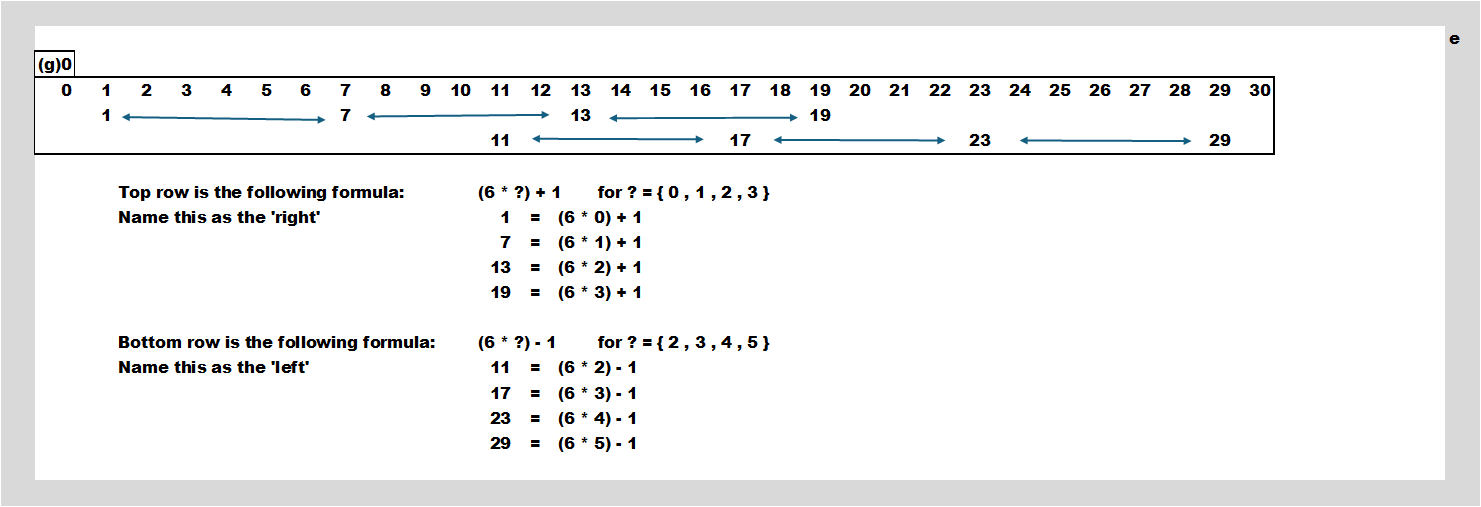 e
(g)0
0 1 2 3 4 5 6 7 8 9 10 11 12 13 14 15 16 17 18 19 20 21 22 23 24 25 26 27 28 29 30
1 7 13 19
11 17 23 29
Top row is the following formula: (6 * ?) + 1 for ? = { 0 , 1 , 2 , 3 }
Name this as the 'right' 1 = (6 * 0) + 1
7 = (6 * 1) + 1
13 = (6 * 2) + 1
19 = (6 * 3) + 1
Bottom row is the following formula: (6 * ?) - 1 for ? = { 2 , 3 , 4 , 5 }
Name this as the 'left' 11 = (6 * 2) - 1
17 = (6 * 3) - 1
23 = (6 * 4) - 1
29 = (6 * 5) - 1